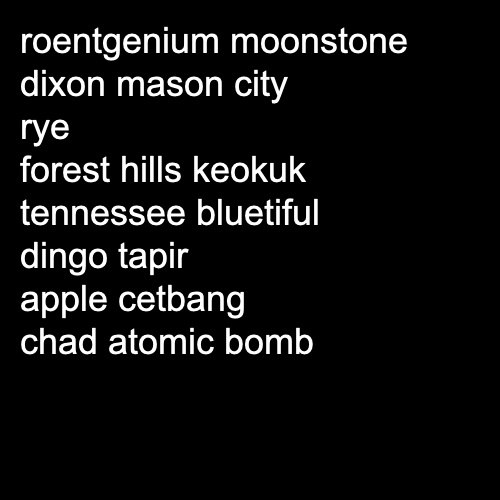 roentgenium moonstone
dixon mason city
rye
forest hills keokuk
tennessee bluetiful
dingo tapir
apple cetbang
chad atomic bomb